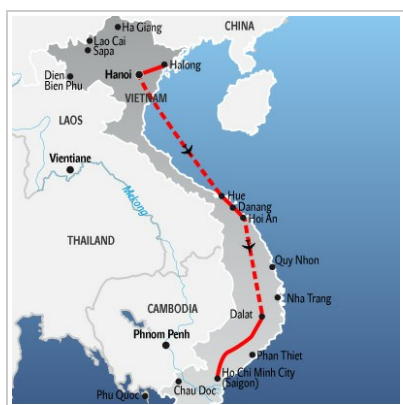 Ha Giang
CHINA
Lao Cai
Sapa
Halong
Dien
Bien Phu
Hanoi
VIETNAM
LAOS
Vientiane
Mekong
Hue
Danang
Hoi An
THAILAND
Quy Nhon
Nha Trang
CAMBODIA
Dalat
Phnom Penh
Phan Thiet
Ho Chi Minh City
(Saigon)
Chau Doc
Phu Quoc